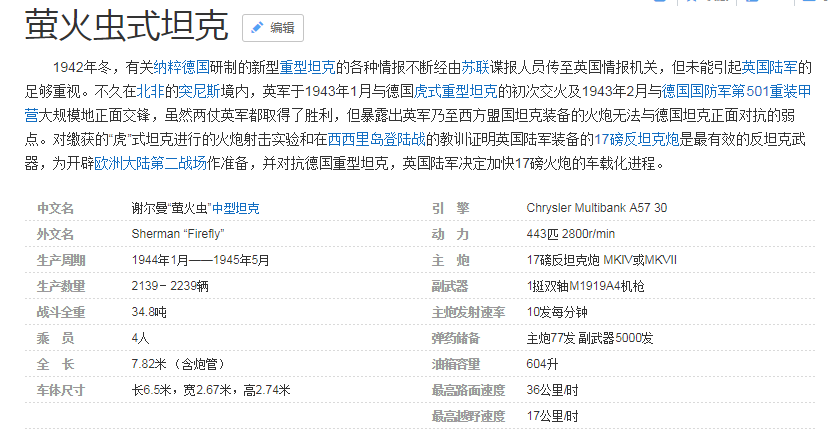 萤火虫式坦克
编辑
1942年冬，有关纳粹德国研制的新型重型坦克的各种情报不断经由苏联谍报人员传至英国情报机关，但未能引起英国陆军的
足够重视。不久在北非的突尼斯境内，英军于1943年1月与德国虎式重型坦克的初次交火及1943年2月与德国国防军第501重装甲
营大规模地正面交锋，虽然两仗英军都取得了胜利，但暴露出英军乃至西方盟国坦克装备的火炮无法与德国坦克正面对抗的弱
点。对缴获的“虎”式坦克进行的火炮射击实验和在西西里岛登陆战的教训证明英国陆军装备的17磅反坦克炮是最有效的反坦克武
器，为开辟欧洲大陆第二战场作准备，并对抗德国重型坦克，英国陆军决定加快17磅火炮的车载化进程。
中文名 谢尔曼“萤火虫”中型坦克 引 擎 Chrysler Multibank A57 30
外文名 Sherman “Firefly” 动 力 443匹 2800r/min
生产周期 1944年1月——1945年5月 主 炮 17磅反坦克炮 MKIV或MKVII
生产数量 2139－2239辆 副武器 1挺双轴M1919A4机枪
战斗全重 34.8吨 主炮发射速率 10发每分钟
乘 员 4人 弹药储备 主炮77发 副武器5000发
全 长 7.82米 （含炮管） 油箱容量 604升
车体尺寸 长6.5米，宽2.67米，高2.74米 最高路面速度 36公里/时
最高越野速度 17公里/时